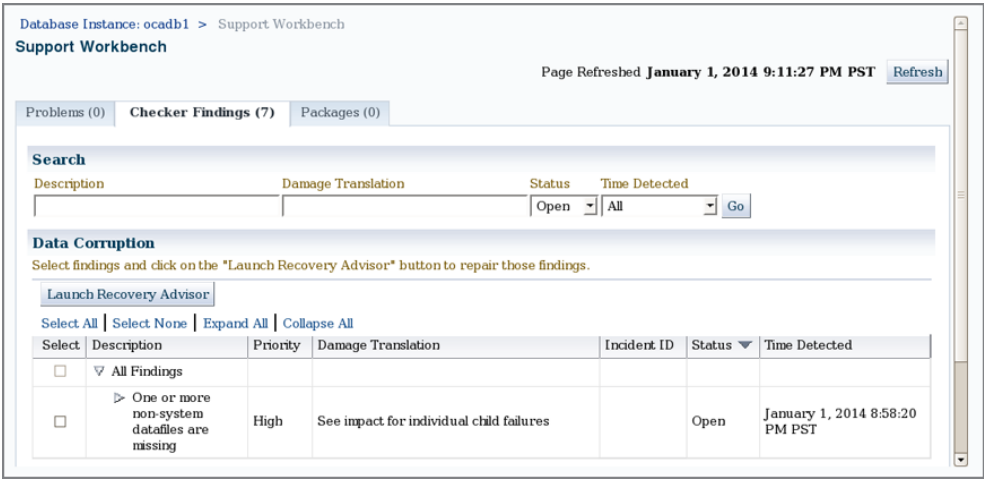 Database Instance: ocadb1 > Support Workbench
Support Workbench
Page Refreshed January 1, 2014 9:11:27 PM PST Refresh
Problems (0) Checker Findings (7) Packages (0)
Search
Description Damage Translation Status Time Detected
Open All Go
Data Corruption
Select findings and click on the "Launch Recovery Advisor" button to repair those findings.
Launch Recovery Advisor
Select All | Select None | Expand All | Collapse All
Select Description Priority Damage Translation Incident ID Status Time Detected
All Findings
One or more
non-system
datafiles are
missing
High See impact for individual child failures Open January 1, 2014 8:58:20
PM PST